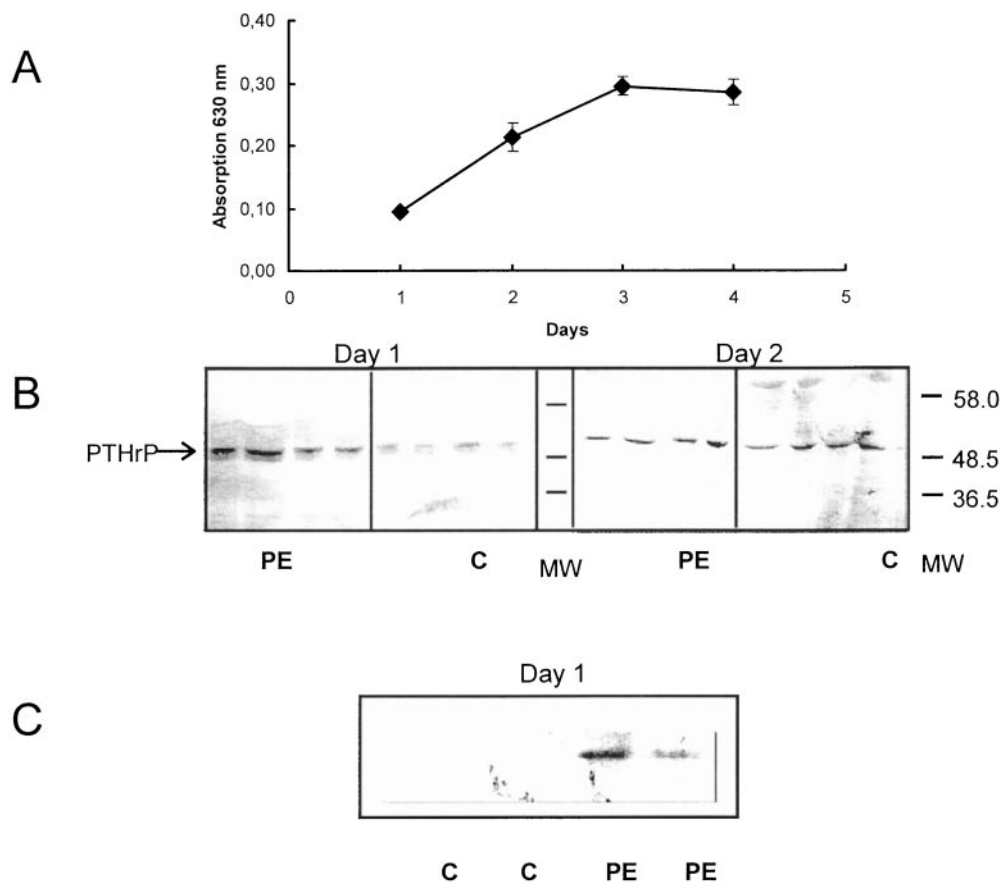 A
Absorption 630 nm
0,40
0,30
0,20
0,10
0,00
0 1 2 3 4 5
Days
B
Day 1 Day 2
PTHrP
58.0
48.5
36.5
PE C MW PE C MW
C
Day 1
C C PE PE